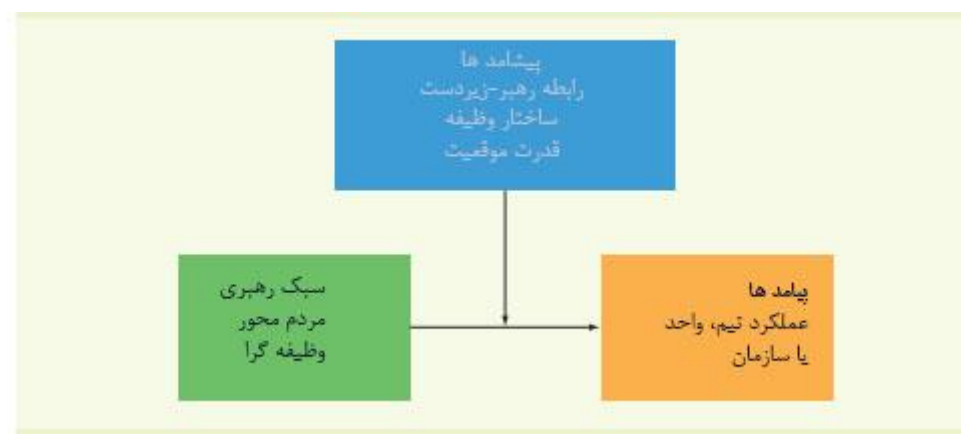 پیشامد ها
رابطه رهبر-زیردست
ساختار وظیفه
قدرت موقعیت
سبک رهبری
مردم محور
وظیفه گرا
پیامد ها
عملکرد تیم، واحد
یا سازمان